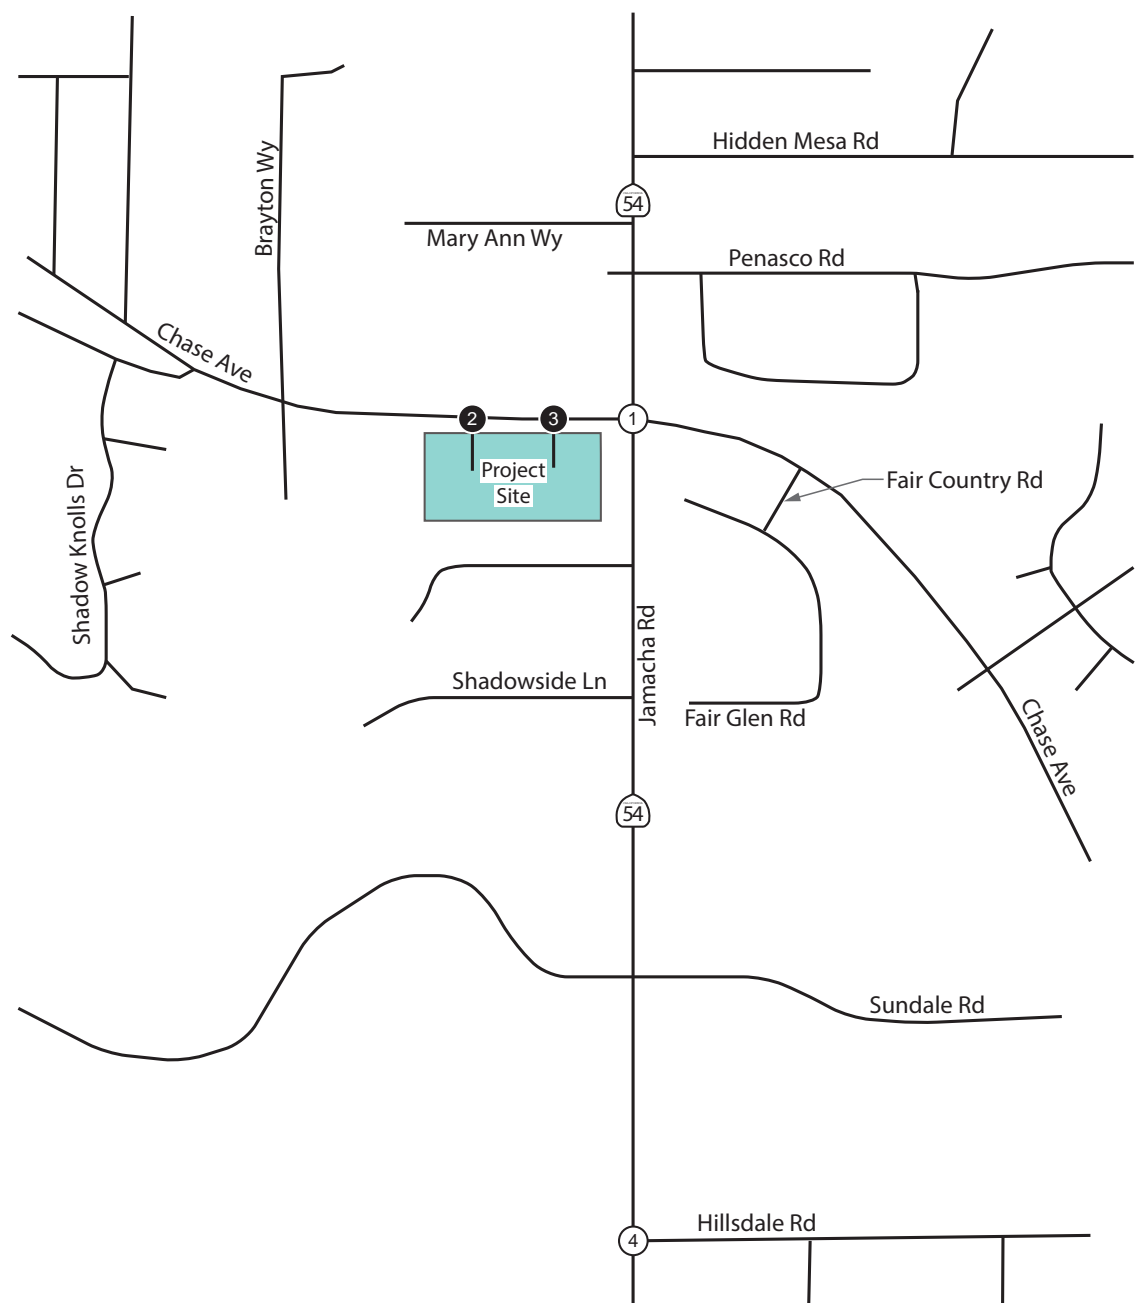 Hidden Mesa Rd
Brayton Wy
54
Mary Ann Wy
Penasco Rd
Chase Ave
2
3
1
Project
Site
Fair Country Rd
Shadow Knolls Dr
Jamacha Rd
Shadowside Ln
Fair Glen Rd
Chase Ave
54
Sundale Rd
Hillsdale Rd
4